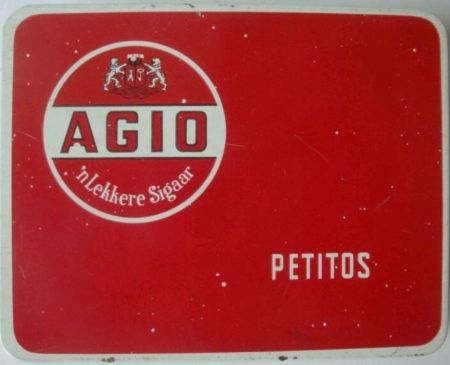 AGIO
'n Lekkere Sigaar
PETITOS